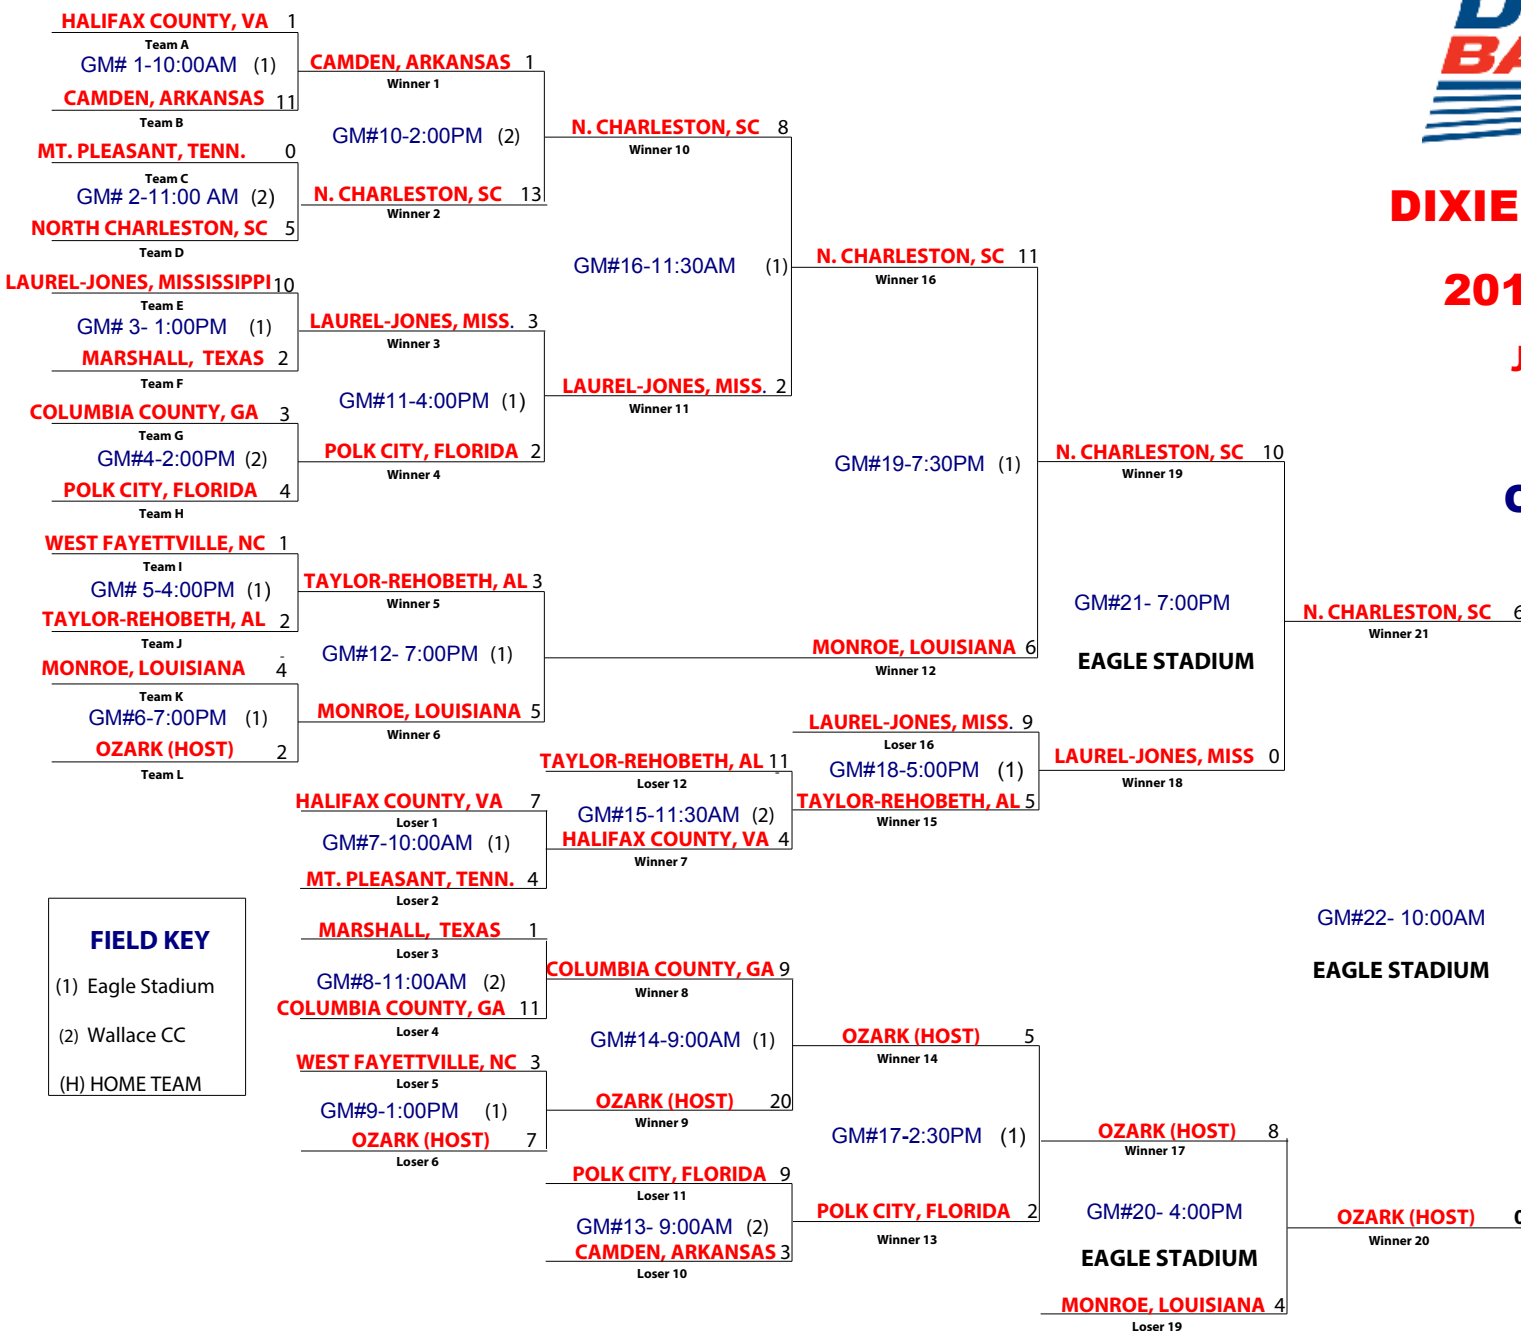 HALIFAX COUNTY, VA 1
Team A
GM# 1-10:00AM (1)
CAMDEN, ARKANSAS 11
Team B
MT. PLEASANT, TENN. 0
Team C
GM# 2-11:00 AM (2)
NORTH CHARLESTON, SC 5
Team D
LAUREL-JONES, MISSISSIPPI 10
Team E
GM# 3- 1:00PM (1)
MARSHALL, TEXAS 2
Team F
COLUMBIA COUNTY, GA 3
Team G
GM#4-2:00PM (2)
POLK CITY, FLORIDA 4
Team H
WEST FAYETTVILLE, NC 1
Team I
GM# 5-4:00PM (1)
TAYLOR-REHOBETH, AL 2
Team J
MONROE, LOUISIANA 4
Team K
GM#6-7:00PM (1)
OZARK (HOST) 2
Team L
CAMDEN, ARKANSAS 1
Winner 1
GM#10-2:00PM (2)
N. CHARLESTON, SC 13
Winner 2
LAUREL-JONES, MISS. 3
Winner 3
GM#11-4:00PM (1)
POLK CITY, FLORIDA 2
Winner 4
TAYLOR-REHOBETH, AL 3
Winner 5
GM#12- 7:00PM (1)
MONROE, LOUISIANA 5
Winner 6
HALIFAX COUNTY, VA 7
Loser 1
GM#7-10:00AM (1)
MT. PLEASANT, TENN. 4
Loser 2
MARSHALL, TEXAS 1
Loser 3
GM#8-11:00AM (2)
COLUMBIA COUNTY, GA 11
Loser 4
WEST FAYETTVILLE, NC 3
Loser 5
GM#9-1:00PM (1)
OZARK (HOST) 7
Loser 6
N. CHARLESTON, SC 8
Winner 10
GM#16-11:30AM (1)
LAUREL-JONES, MISS. 2
Winner 11
TAYLOR-REHOBETH, AL 11
Loser 12
GM#15-11:30AM (2)
HALIFAX COUNTY, VA 4
Winner 7
COLUMBIA COUNTY, GA 9
Winner 8
GM#14-9:00AM (1)
OZARK (HOST) 20
Winner 9
POLK CITY, FLORIDA 9
Loser 11
GM#13- 9:00AM (2)
CAMDEN, ARKANSAS 3
Loser 10
N. CHARLESTON, SC 11
Winner 16
GM#19-7:30PM (1)
MONROE, LOUISIANA 6
Winner 12
LAUREL-JONES, MISS. 9
Loser 16
GM#18-5:00PM (1)
TAYLOR-REHOBETH, AL 5
Winner 15
OZARK (HOST) 5
Winner 14
GM#17-2:30PM (1)
POLK CITY, FLORIDA 2
Winner 13
N. CHARLESTON, SC 10
Winner 19
GM#21- 7:00PM
EAGLE STADIUM
LAUREL-JONES, MISS 0
Winner 18
OZARK (HOST) 8
Winner 17
GM#20- 4:00PM
EAGLE STADIUM
MONROE, LOUISIANA 4
Loser 19
N. CHARLESTON, SC 6
Winner 21
GM#22- 10:00AM
EAGLE STADIUM
OZARK (HOST) 0
Winner 20
FIELD KEY
(1) Eagle Stadium
(2) Wallace CC
(H) HOME TEAM
DIXIE
201